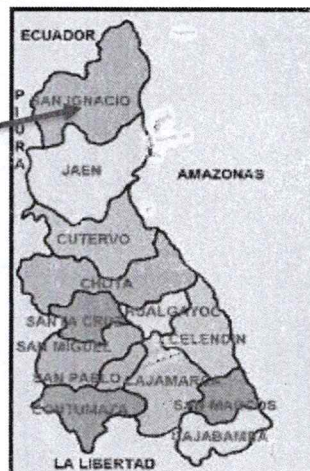 ECUADOR
PIURA
SAN IGNACIO
JAEN
AMAZONAS
CUTERVO
CHOTA
HUALGAYOC
SANTA CRUZ
CELENDIN
SAN MIGUEL
SAN PABLO
CAJAMARCA
SAN MARCOS
CONTUMAZA
CAJABAMBA
LA LIBERTAD